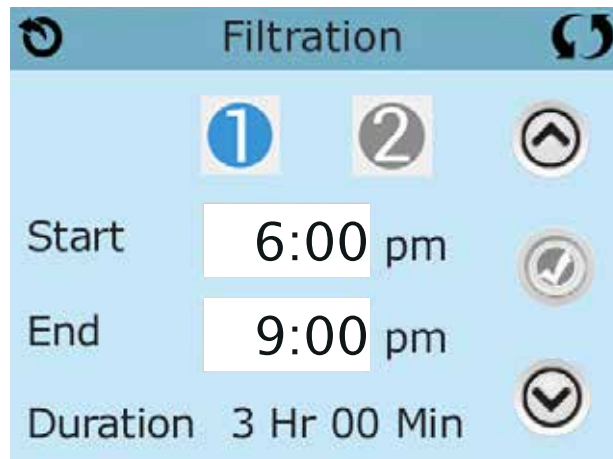 Filtration
1 2
Start 6:00 pm
End 9:00 pm
Duration 3 Hr 00 Min